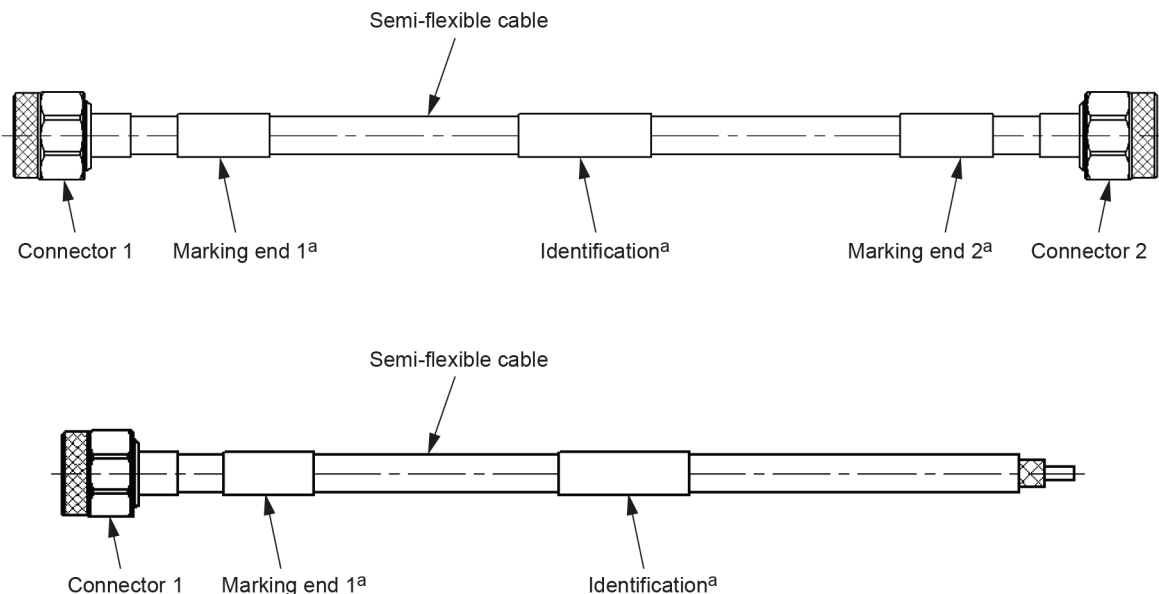 Semi-flexible cable
Connector 1 Marking end 1a Identificationa Marking end 2a Connector 2
Semi-flexible cable
Connector 1 Marking end 1a Identificationa